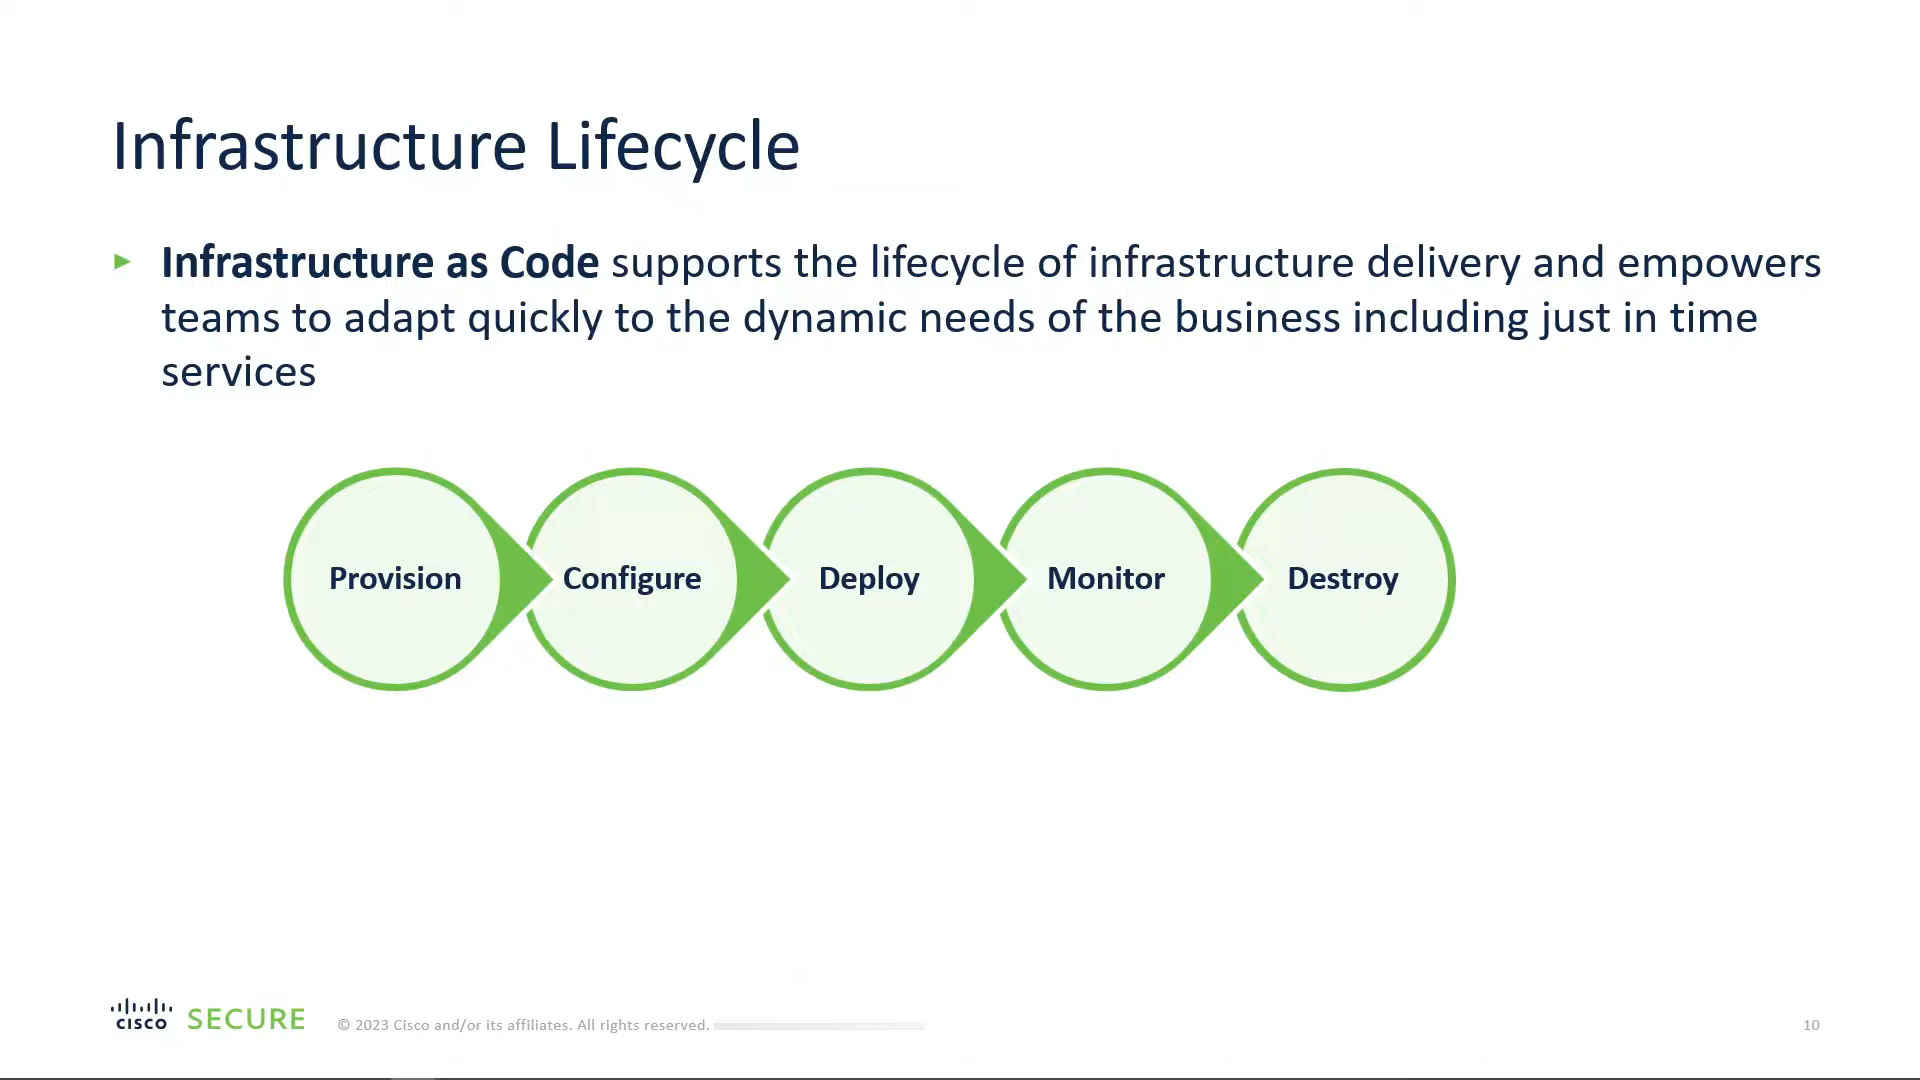 Infrastructure Lifecycle
▸ Infrastructure as Code supports the lifecycle of infrastructure delivery and empowers
teams to adapt quickly to the dynamic needs of the business including just in time
services
Provision
Configure
Deploy
Monitor
Destroy
CISCO SECURE
© 2023 Cisco and/or its affiliates. All rights reserved.
10